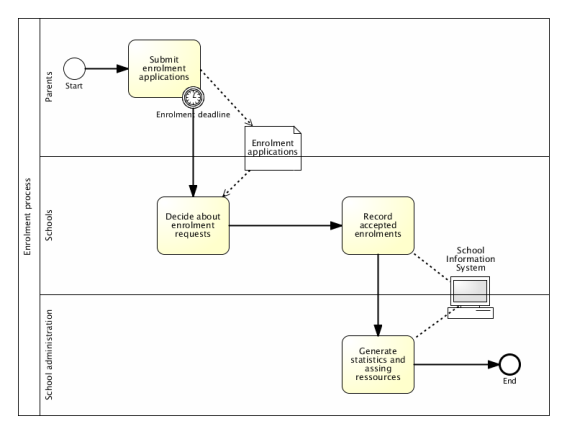 Enrolment process
Parents
Start
Submit
enrolment
applications
Enrolment deadline
Enrolment
applications
Schools
Decide about
enrolment
requests
Record
accepted
enrolments
School
Information
System
School administration
Generate
statistics and
assing
ressources
End